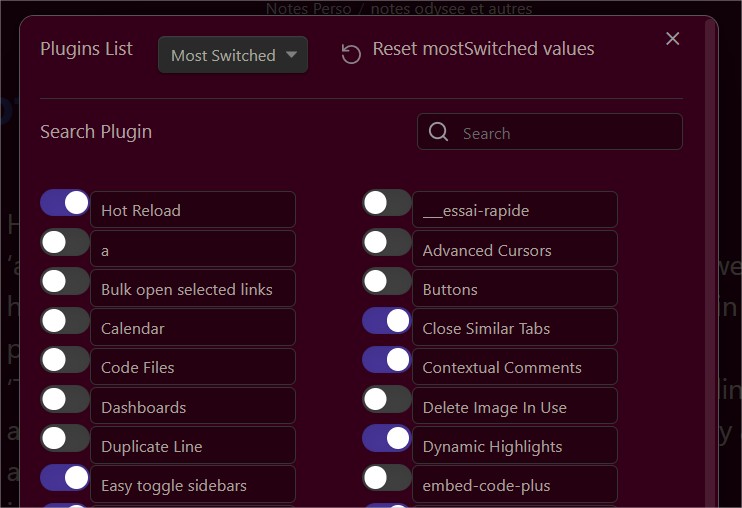 Notes Perso / notes odysee et autres
Plugins List
Most Switched
Reset mostSwitched values
Search Plugin
Search
Hot Reload
___essai-rapide
a
Advanced Cursors
Bulk open selected links
Buttons
Calendar
Close Similar Tabs
Code Files
Contextual Comments
Dashboards
Delete Image In Use
Duplicate Line
Dynamic Highlights
Easy toggle sidebars
embed-code-plus